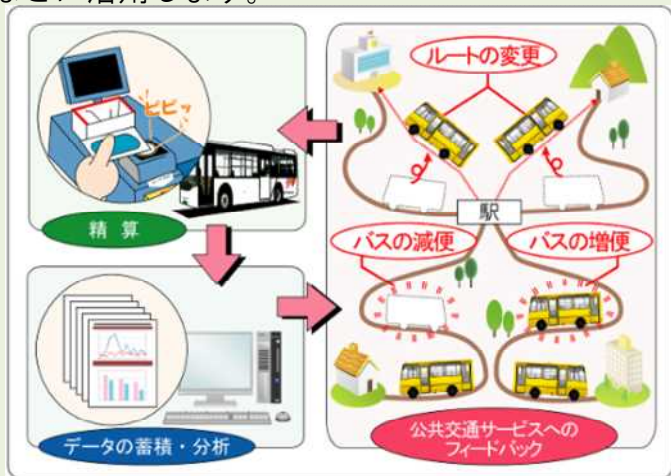 ピピッ
精算
データの蓄積・分析
ルートの変更
駅
バスの減便
バスの増便
公共交通サービスへの
フィードバック